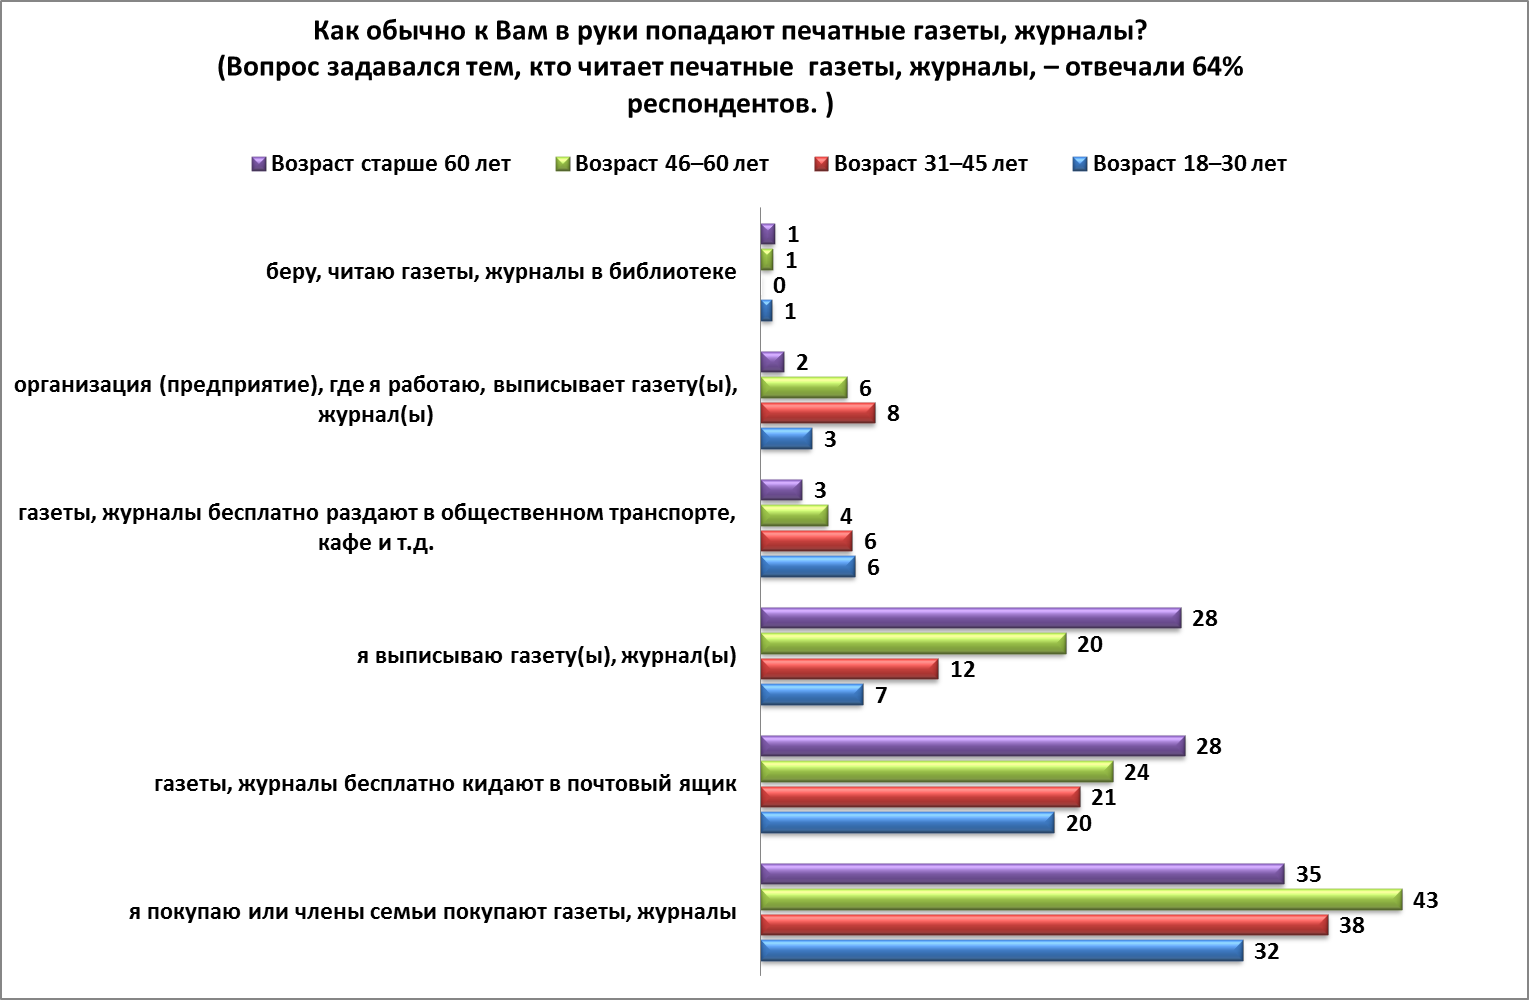 Как обычно к Вам в руки попадают печатные газеты, журналы?
(Вопрос задавался тем, кто читает печатные газеты, журналы, – отвечали 64%
респондентов. )
Возраст старше 60 лет Возраст 46–60 лет Возраст 31–45 лет Возраст 18–30 лет
беру, читаю газеты, журналы в библиотеке
1
1
0
1
организация (предприятие), где я работаю, выписывает газету(ы),
журнал(ы)
2
6
8
3
газеты, журналы бесплатно раздают в общественном транспорте,
кафе и т.д.
3
4
6
6
я выписываю газету(ы), журнал(ы)
28
20
12
7
газеты, журналы бесплатно кидают в почтовый ящик
28
24
21
20
я покупаю или члены семьи покупают газеты, журналы
35
43
38
32